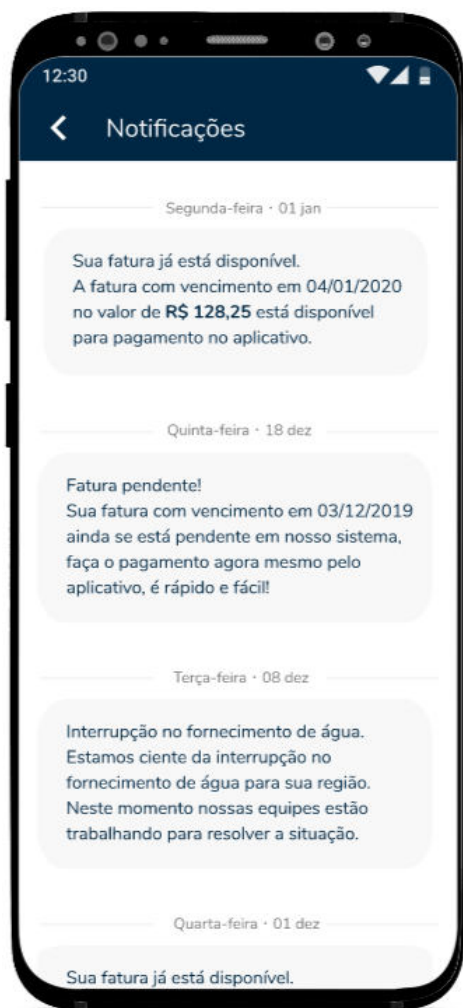 12:30
Notificações
Segunda-feira · 01 jan
Sua fatura já está disponível.
A fatura com vencimento em 04/01/2020
no valor de R$ 128,25 está disponível
para pagamento no aplicativo.
Quinta-feira · 18 dez
Fatura pendente!
Sua fatura com vencimento em 03/12/2019
ainda se está pendente em nosso sistema,
faça o pagamento agora mesmo pelo
aplicativo, é rápido e fácil!
Terça-feira · 08 dez
Interrupção no fornecimento de água.
Estamos ciente da interrupção no
fornecimento de água para sua região.
Neste momento nossas equipes estão
trabalhando para resolver a situação.
Quarta-feira · 01 dez
Sua fatura já está disponível.